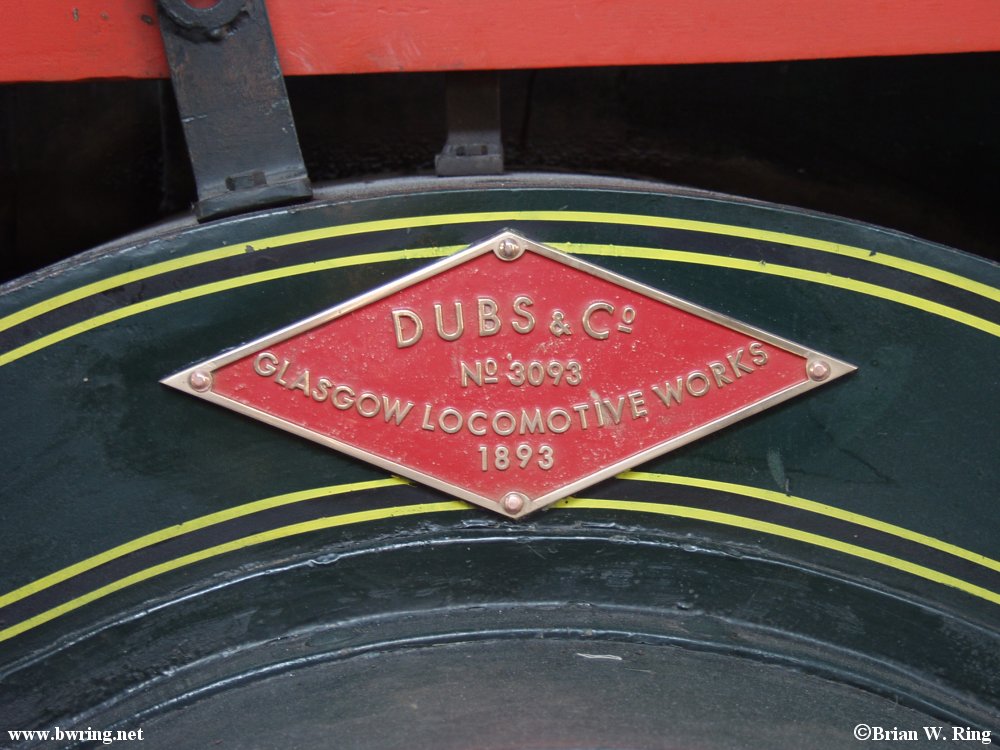 DUBS & Cº
Nº 3093
GLASGOW LOCOMOTIVE WORKS
1893
www.bwring.net
©Brian W. Ring